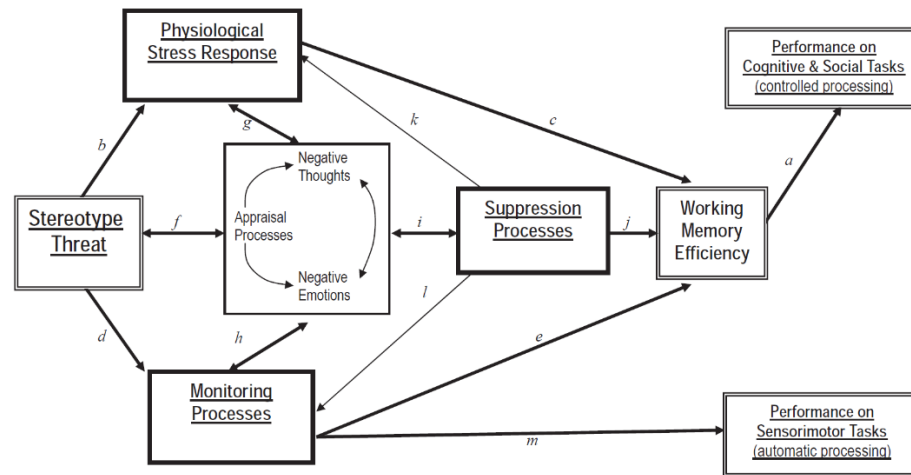 Physiological
Stress Response
Performance on
Cognitive & Social Tasks
(controlled processing)
b
g
k
c
a
Negative
Thoughts
Stereotype
Threat
f
Appraisal
Processes
i
Suppression
Processes
j
Working
Memory
Efficiency
Negative
Emotions
d
h
l
e
Monitoring
Processes
m
Performance on
Sensorimotor Tasks
(automatic processing)